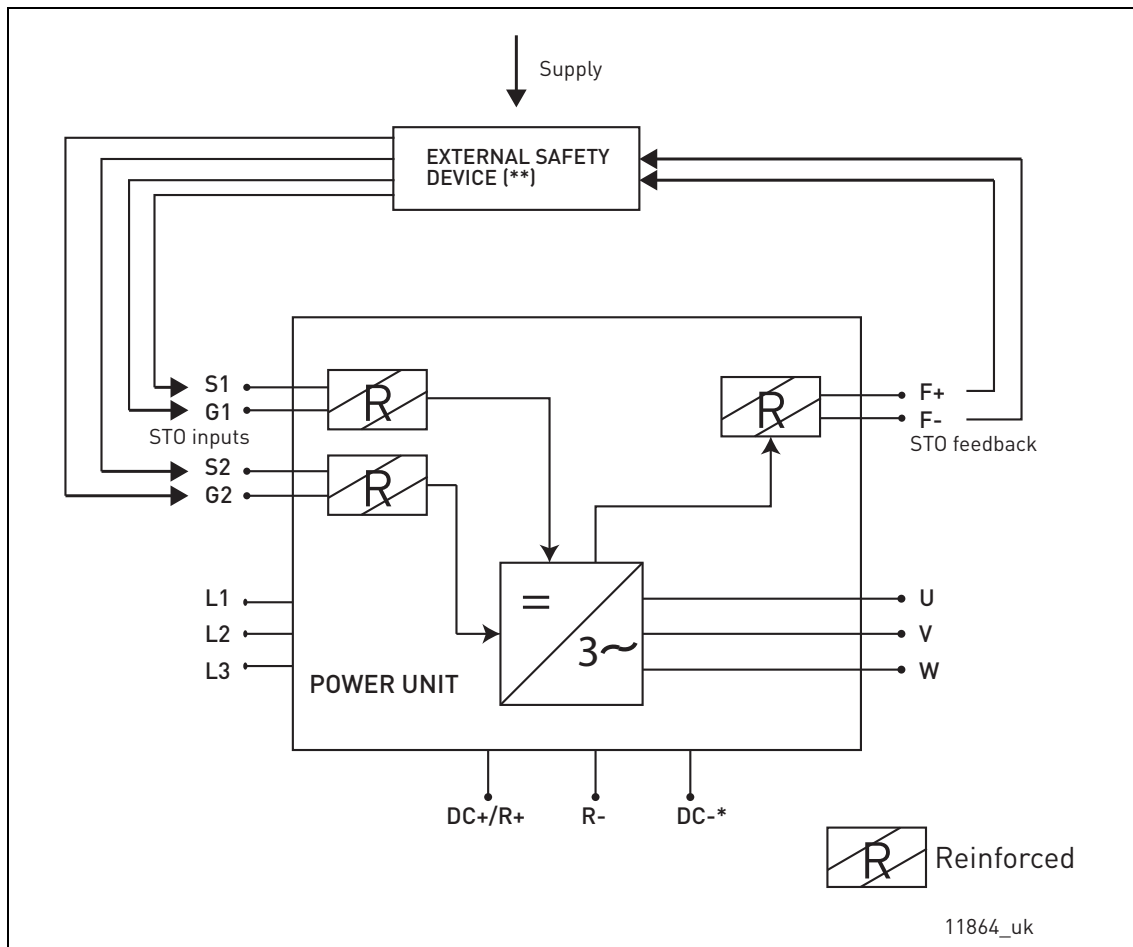 Supply
EXTERNAL SAFETY
DEVICE (**)
S1
R
G1
STO inputs
S2
R
G2
R
F+
F-
STO feedback
L1
L2
L3
=
3~
POWER UNIT
U
V
W
DC+/R+
R-
DC-*
R
Reinforced
11864_uk